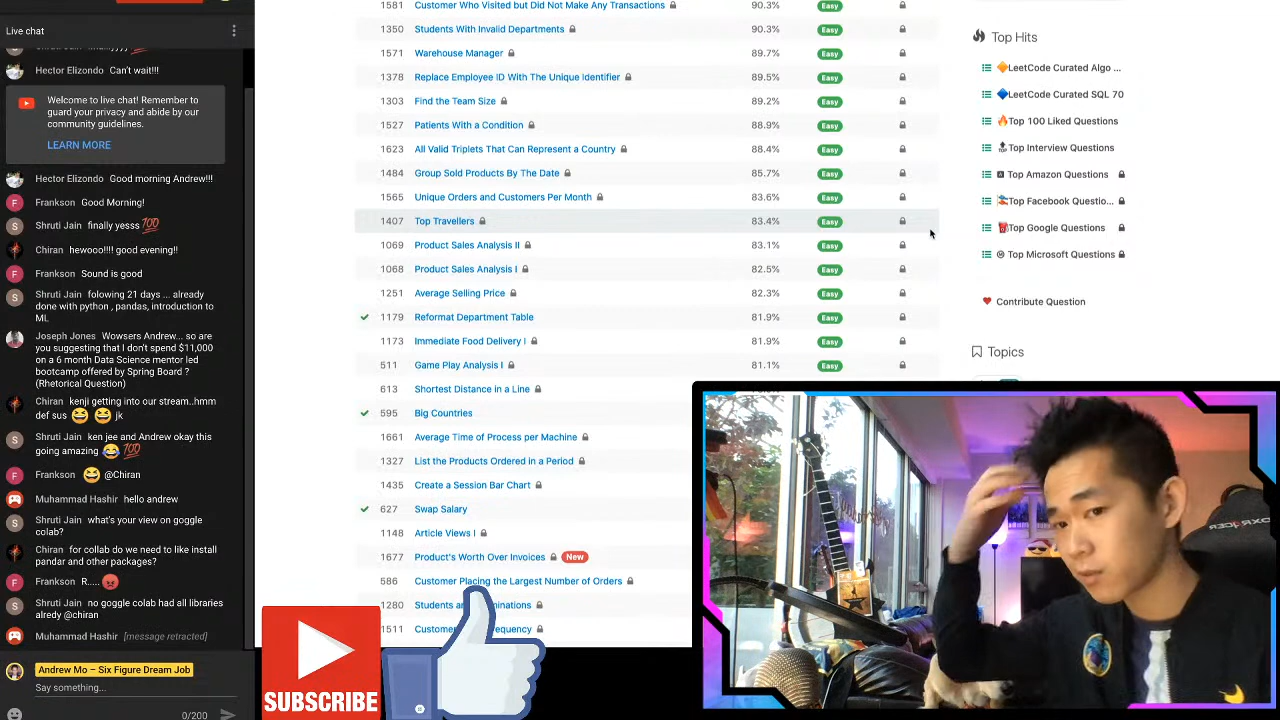 Live chat
Hector Elizondo Can't wait!!!
Welcome to live chat! Remember to
guard your privacy and abide by our
community guidelines.
LEARN MORE
Hector Elizondo Good morning Andrew!!!
Frankson Good Morning!
Shruti Jain finally yes 💯
Chiran hewooo!!!! good evening!!
Frankson Sound is good
Shruti Jain folowing 21 days ... already
done with python , pandas, introduction to
ML
Joseph Jones Wowsers Andrew... so are
you suggesting that I don't spend $11,000
on a 6 month Data Science mentor led
bootcamp offered by Spring Board ?
(Rhetorical Question)
Chiran kenji getting into our stream..hmm
def sus 😆 😆 jk
Shruti Jain ken jee and Andrew okay this
going amazing
Frankson @Chiran
Muhammad Hashir hello andrew
Shruti Jain what's your view on goggle
colab?
Chiran for collab do we need to like install
pandar and other packages?
Frankson R.....
Shruti Jain no goggle colab had all libraries
alredy @chiran
Muhammad Hashir [message retracted]
Andrew Mo – Six Figure Dream Job
Say something...
0/200
1581 Customer Who Visited but Did Not Make Any Transactions 90.3% Easy
1350 Students With Invalid Departments 90.3% Easy
1571 Warehouse Manager 89.7% Easy
1378 Replace Employee ID With The Unique Identifier 89.5% Easy
1303 Find the Team Size 89.2% Easy
1527 Patients With a Condition 88.9% Easy
1623 All Valid Triplets That Can Represent a Country 88.4% Easy
1484 Group Sold Products By The Date 85.7% Easy
1565 Unique Orders and Customers Per Month 83.6% Easy
1407 Top Travellers 83.4% Easy
1069 Product Sales Analysis II 83.1% Easy
1068 Product Sales Analysis I 82.5% Easy
1251 Average Selling Price 82.3% Easy
1179 Reformat Department Table 81.9% Easy
1173 Immediate Food Delivery I 81.9% Easy
511 Game Play Analysis I 81.1% Easy
613 Shortest Distance in a Line
595 Big Countries
1661 Average Time of Process per Machine
1327 List the Products Ordered in a Period
1435 Create a Session Bar Chart
627 Swap Salary
1148 Article Views I
1677 Product's Worth Over Invoices New
586 Customer Placing the Largest Number of Orders
1280 Students
1511 Customer
Top Hits
LeetCode Curated Algo ...
LeetCode Curated SQL 70
Top 100 Liked Questions
Top Interview Questions
Top Amazon Questions
Top Facebook Questio...
Top Google Questions
Top Microsoft Questions
Contribute Question
Topics
SUBSCRIBE